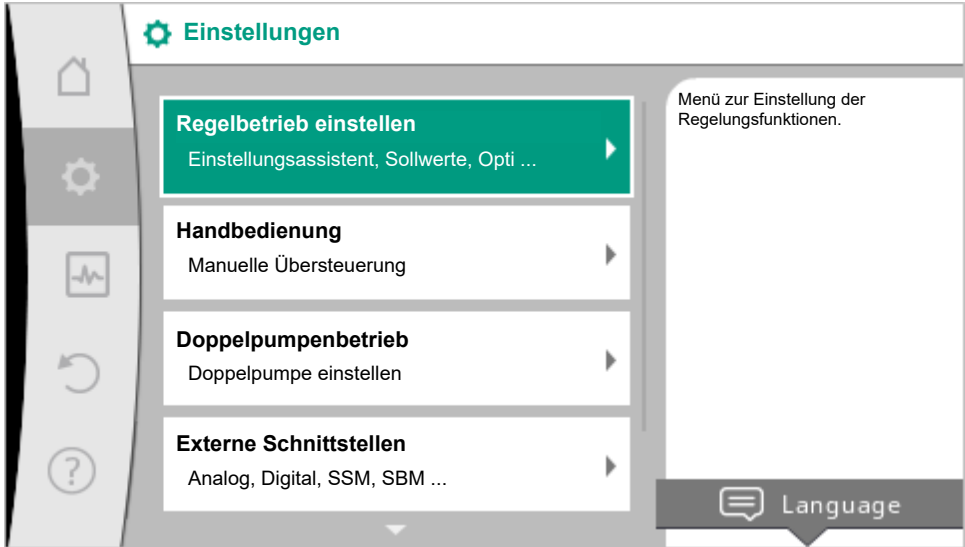 Einstellungen
Regelbetrieb einstellen
Einstellungsassistent, Sollwerte, Opti ...
Handbedienung
Manuelle Übersteuerung
Doppelpumpenbetrieb
Doppelpumpe einstellen
Externe Schnittstellen
Analog, Digital, SSM, SBM ...
Menü zur Einstellung der
Regelungsfunktionen.
?
Language